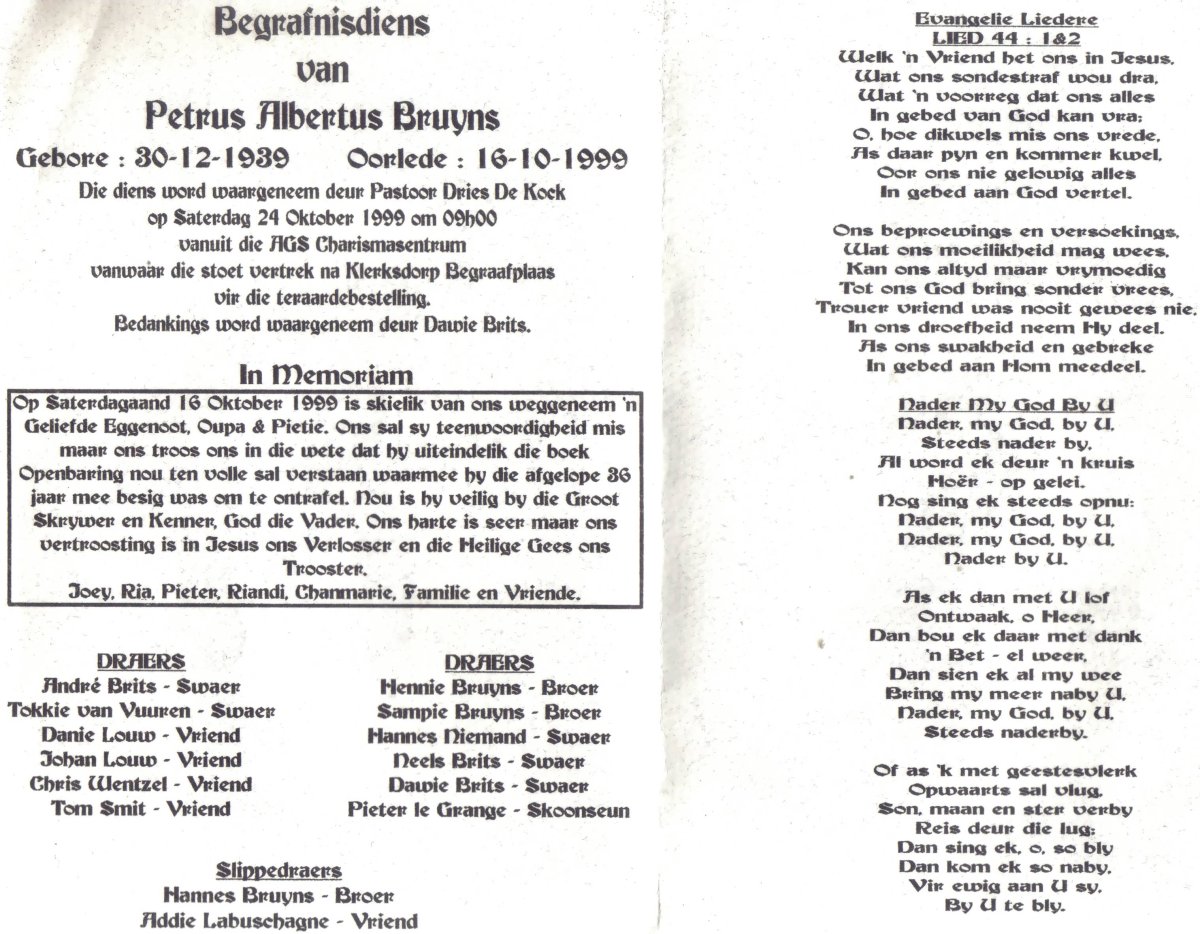 Begrafnisdiens
van
Petrus Albertus Bruyns
Gebore : 30-12-1939 Oorlede : 16-10-1999
Die diens word waargeneem deur Pastoor Dries De Kock
op Saterdag 24 Oktober 1999 om 09h00
vanuit die AGS Charismasentrum
vanwaar die stoet vertrek na Klerksdorp Begraafplaas
vir die teraardebestelling.
Bedankings word waargeneem deur Dawie Brits.
In Memoriam
Op Saterdagaand 16 Oktober 1999 is skielik van ons weggeneem 'n
Geliefde Eggenoot, Oupa & Pietie. Ons sal sy teenwoordigheid mis
maar ons troos ons in die wete dat hy uiteindelik die boek
Openbaring nou ten volle sal verstaan waarmee hy die afgelope 36
jaar mee besig was om te ontrafel. Nou is hy veilig by die Groot
Skrywer en Kenner, God die Vader. Ons harte is seer maar ons
vertroosting is in Jesus ons Verlosser en die Heilige Gees ons
Trooster.
Joey, Ria, Pieter, Riandi, Chanmarie, Familie en Vriende.
DRAERS
André Brits - Swaer
Tokkie van Vuuren - Swaer
Danie Louw - Vriend
Johan Louw - Vriend
Chris Wentzel - Vriend
Tom Smit - Vriend
DRAERS
Hennie Bruyns - Broer
Sampie Bruyns - Broer
Hannes Niemand - Swaer
Neels Brits - Swaer
Dawie Brits - Swaer
Pieter le Grange - Skoonseun
Slippedraers
Hannes Bruyns - Broer
Addie Labuschagne - Vriend
Evangelie Liedere
LIED 44 : 1&2
Welk 'n Vriend het ons in Jesus,
Wat ons sondestraf wou dra,
Wat 'n voorreg dat ons alles
In gebed van God kan vra;
O, hoe dikwels mis ons vrede,
As daar pyn en kommer kwel,
Oor ons nie gelowig alles
In gebed aan God vertel.
Ons beproewings en versoekings,
Wat ons moeilikheid mag wees,
Kan ons altyd maar vrymoedig
Tot ons God bring sonder vrees,
Trouer vriend was nooit gewees nie,
In ons droefheid neem Hy deel.
As ons swakheid en gebreke
In gebed aan Hom meedeel.
Nader My God By U
Nader, my God, by U,
Steeds nader by,
Al word ek deur 'n kruis
Hoër - op gelei.
Nog sing ek steeds opnu:
Nader, my God, by U,
Nader, my God, by U,
Nader by U.
As ek dan met U lof
Ontwaak, o Heer,
Dan bou ek daar met dank
'n Bet - el weer,
Dan sien ek al my wee
Bring my meer naby U,
Nader, my God, by U,
Steeds naderby.
Of as 'k met geestesvlerk
Opwaarts sal vlug,
Son, maan en ster verby
Reis deur die lug;
Dan sing ek, o, so bly
Dan kom ek so naby,
Vir ewig aan U sy,
By U te bly.